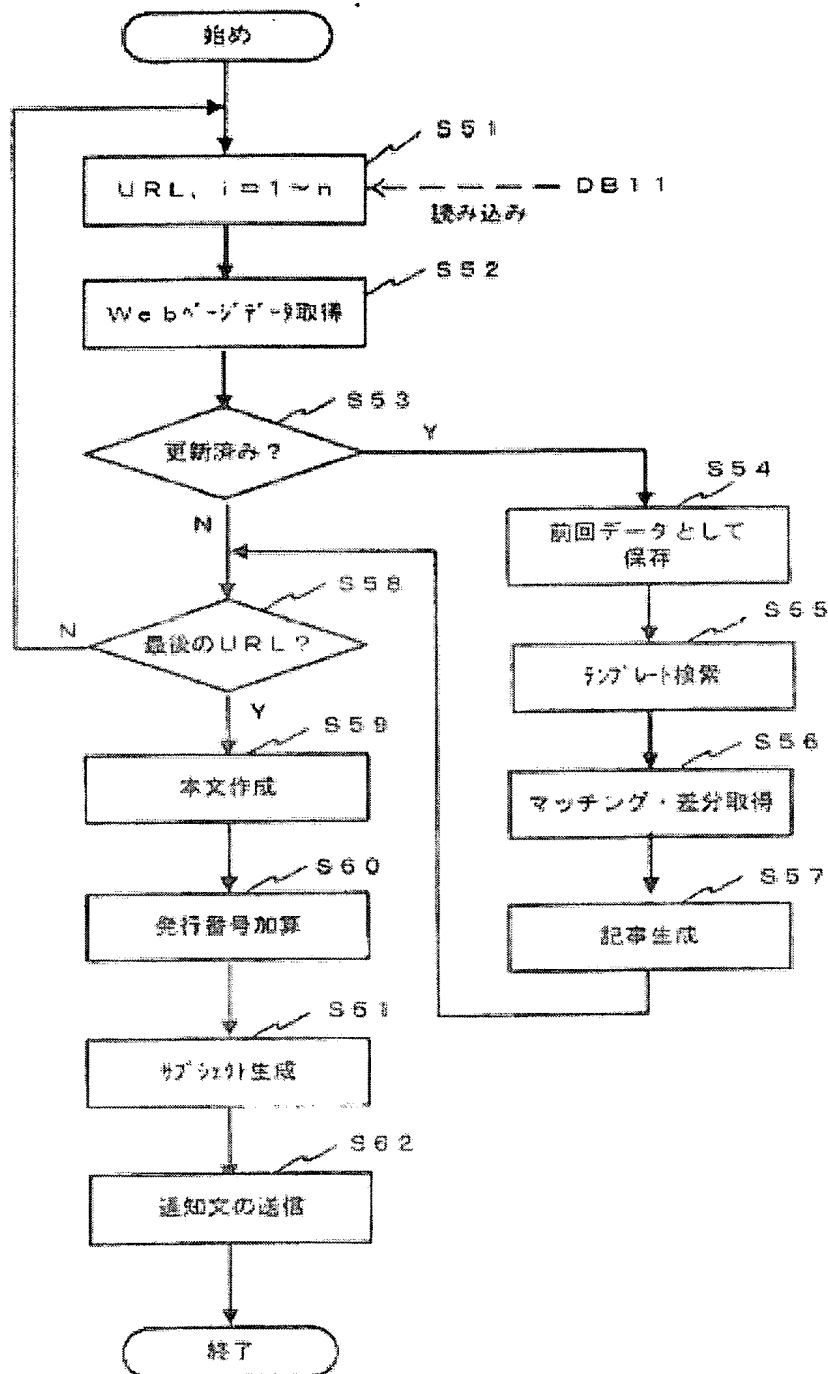 始め
S51
URL、i=1~n
DB11
読み込み
S52
Webﾍﾟｰｼﾞﾃﾞｰﾀ取得
S53
更新済み?
Y
N
S54
前回データとして
保存
S58
最後のURL?
N
Y
S55
ﾃﾝﾌﾟﾚｰﾄ検索
S59
本文作成
S56
マッチング・差分取得
S60
発行番号加算
S57
記事生成
S61
ｻﾌﾞｼﾞｪｸﾄ生成
S62
通知文の送信
終了